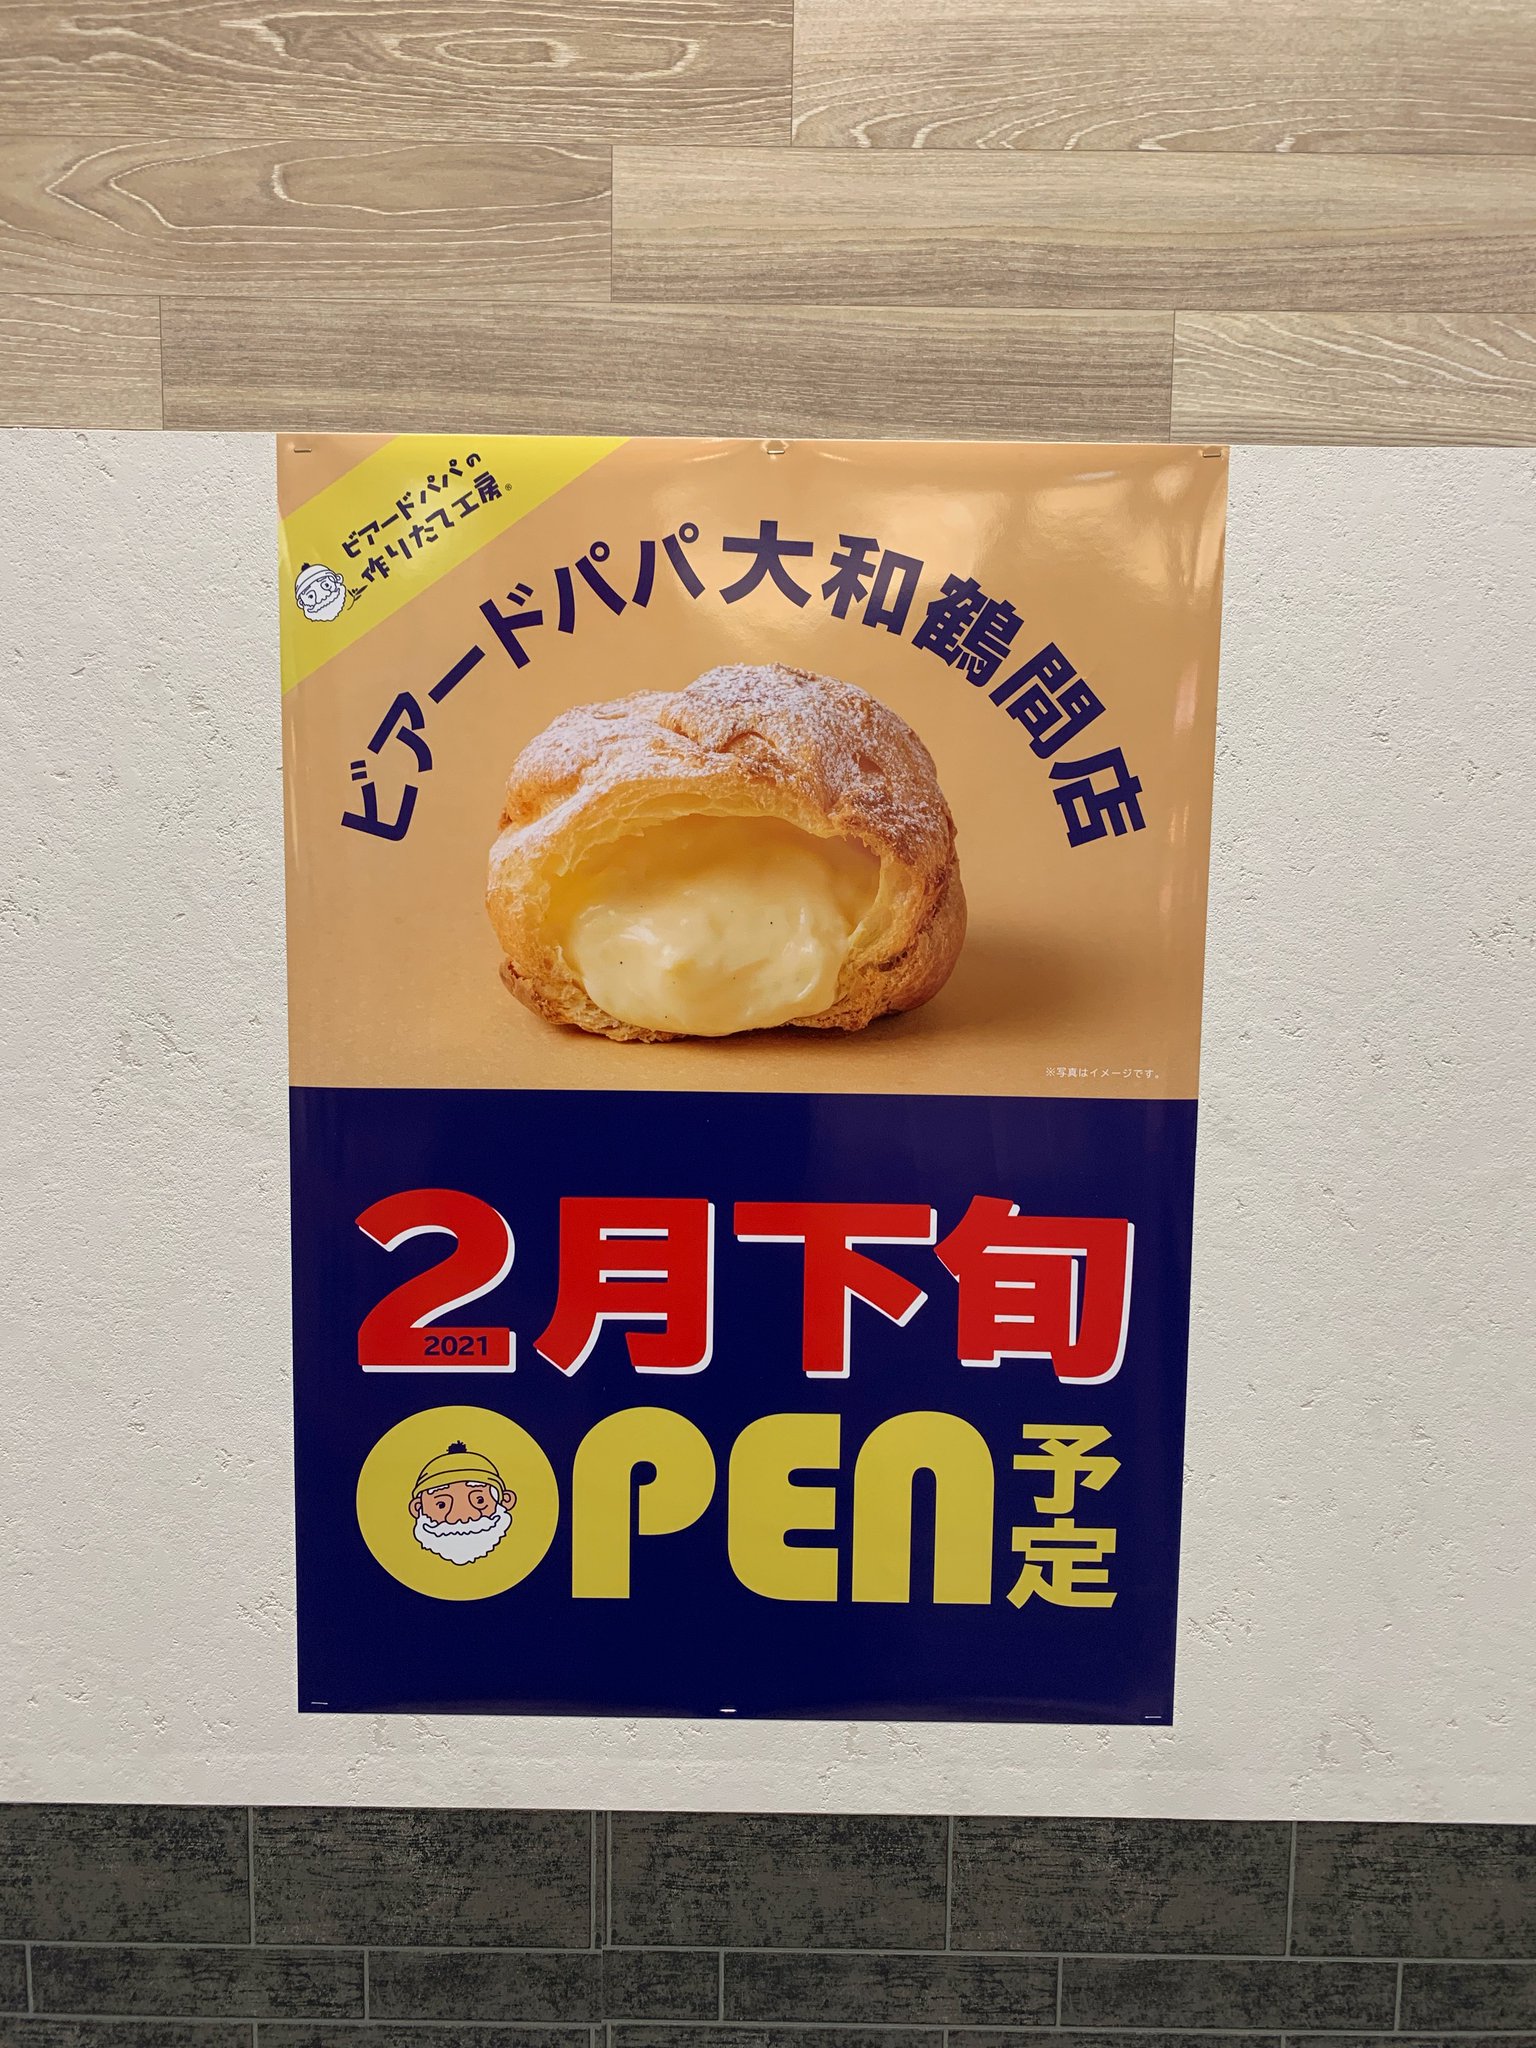 ビアードパパの
作りたて工房®
ビアードパパ大和鶴間店
※写真はイメージです。
2月下旬
2021
OPEN予定